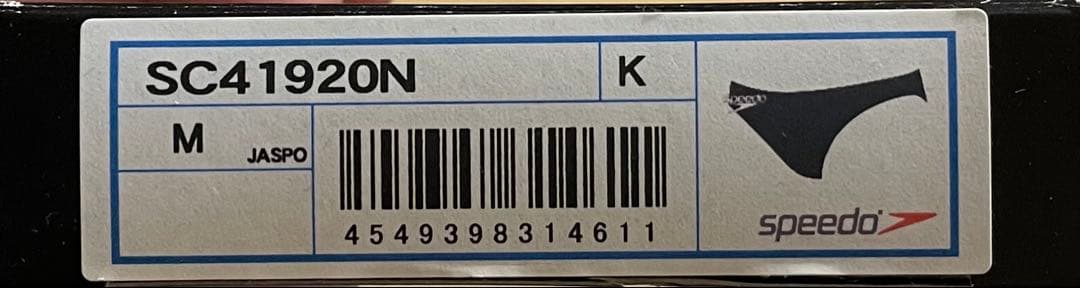 SC41920N
K
M
JASPO
4549398314611
speedo
speedo